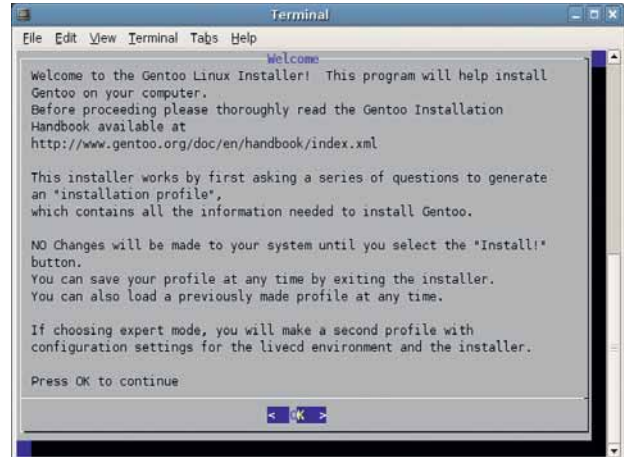 Terminal
File Edit View Terminal Tabs Help
Welcome
Welcome to the Gentoo Linux Installer! This program will help install
Gentoo on your computer.
Before proceeding please thoroughly read the Gentoo Installation
Handbook available at
http://www.gentoo.org/doc/en/handbook/index.xml
This installer works by first asking a series of questions to generate
an "installation profile",
which contains all the information needed to install Gentoo.
NO Changes will be made to your system until you select the "Install!"
button.
You can save your profile at any time by exiting the installer.
You can also load a previously made profile at any time.
If choosing expert mode, you will make a second profile with
configuration settings for the livecd environment and the installer.
Press OK to continue
< OK >